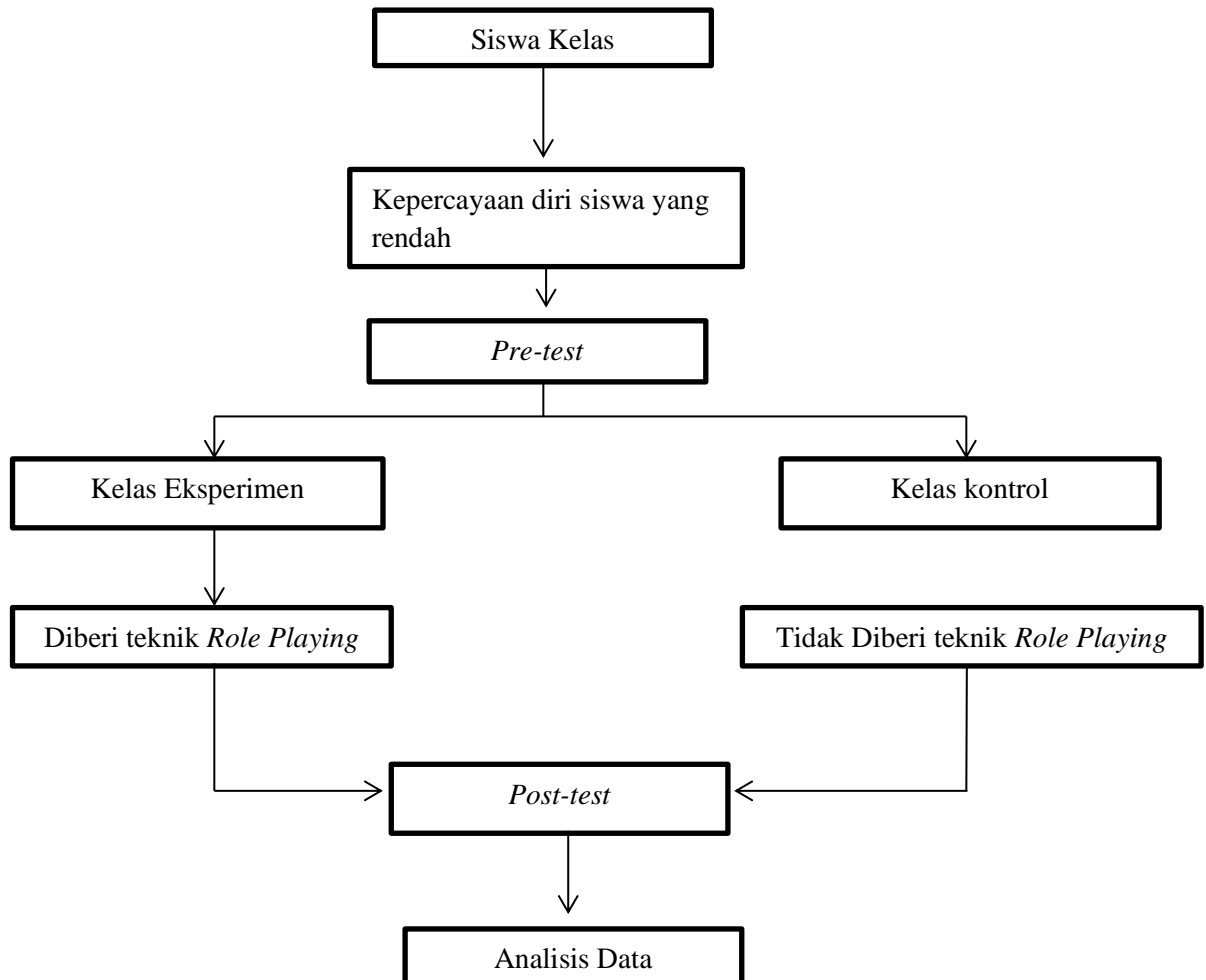 Siswa Kelas
Kepercayaan diri siswa yang
rendah
Pre-test
Kelas Eksperimen
Kelas kontrol
Diberi teknik Role Playing
Tidak Diberi teknik Role Playing
Post-test
Analisis Data